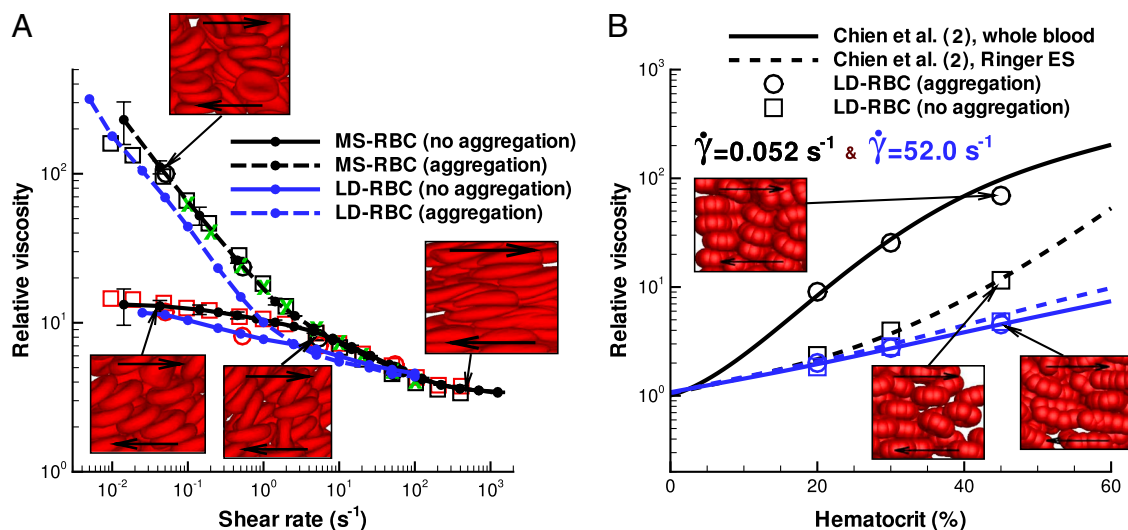 A
Relative viscosity
10²
10¹
10⁰
10⁻² 10⁻¹ 10⁰ 10¹ 10² 10³
Shear rate (s⁻¹)
MS-RBC (no aggregation)
MS-RBC (aggregation)
LD-RBC (no aggregation)
LD-RBC (aggregation)
B
Chien et al. (2), whole blood
Chien et al. (2), Ringer ES
LD-RBC (aggregation)
LD-RBC (no aggregation)
γ̇=0.052 s⁻¹ & γ̇=52.0 s⁻¹
Relative viscosity
10³
10²
10¹
10⁰
0 20 40 60
Hematocrit (%)